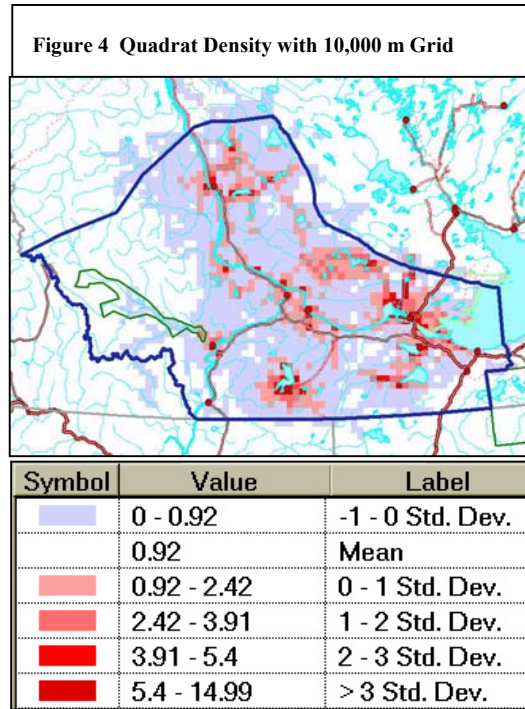 Figure 4 Quadrat Density with 10,000 m Grid
Symbol Value Label
0 - 0.92 -1 - 0 Std. Dev.
0.92 Mean
0.92 - 2.42 0 - 1 Std. Dev.
2.42 - 3.91 1 - 2 Std. Dev.
3.91 - 5.4 2 - 3 Std. Dev.
5.4 - 14.99 > 3 Std. Dev.